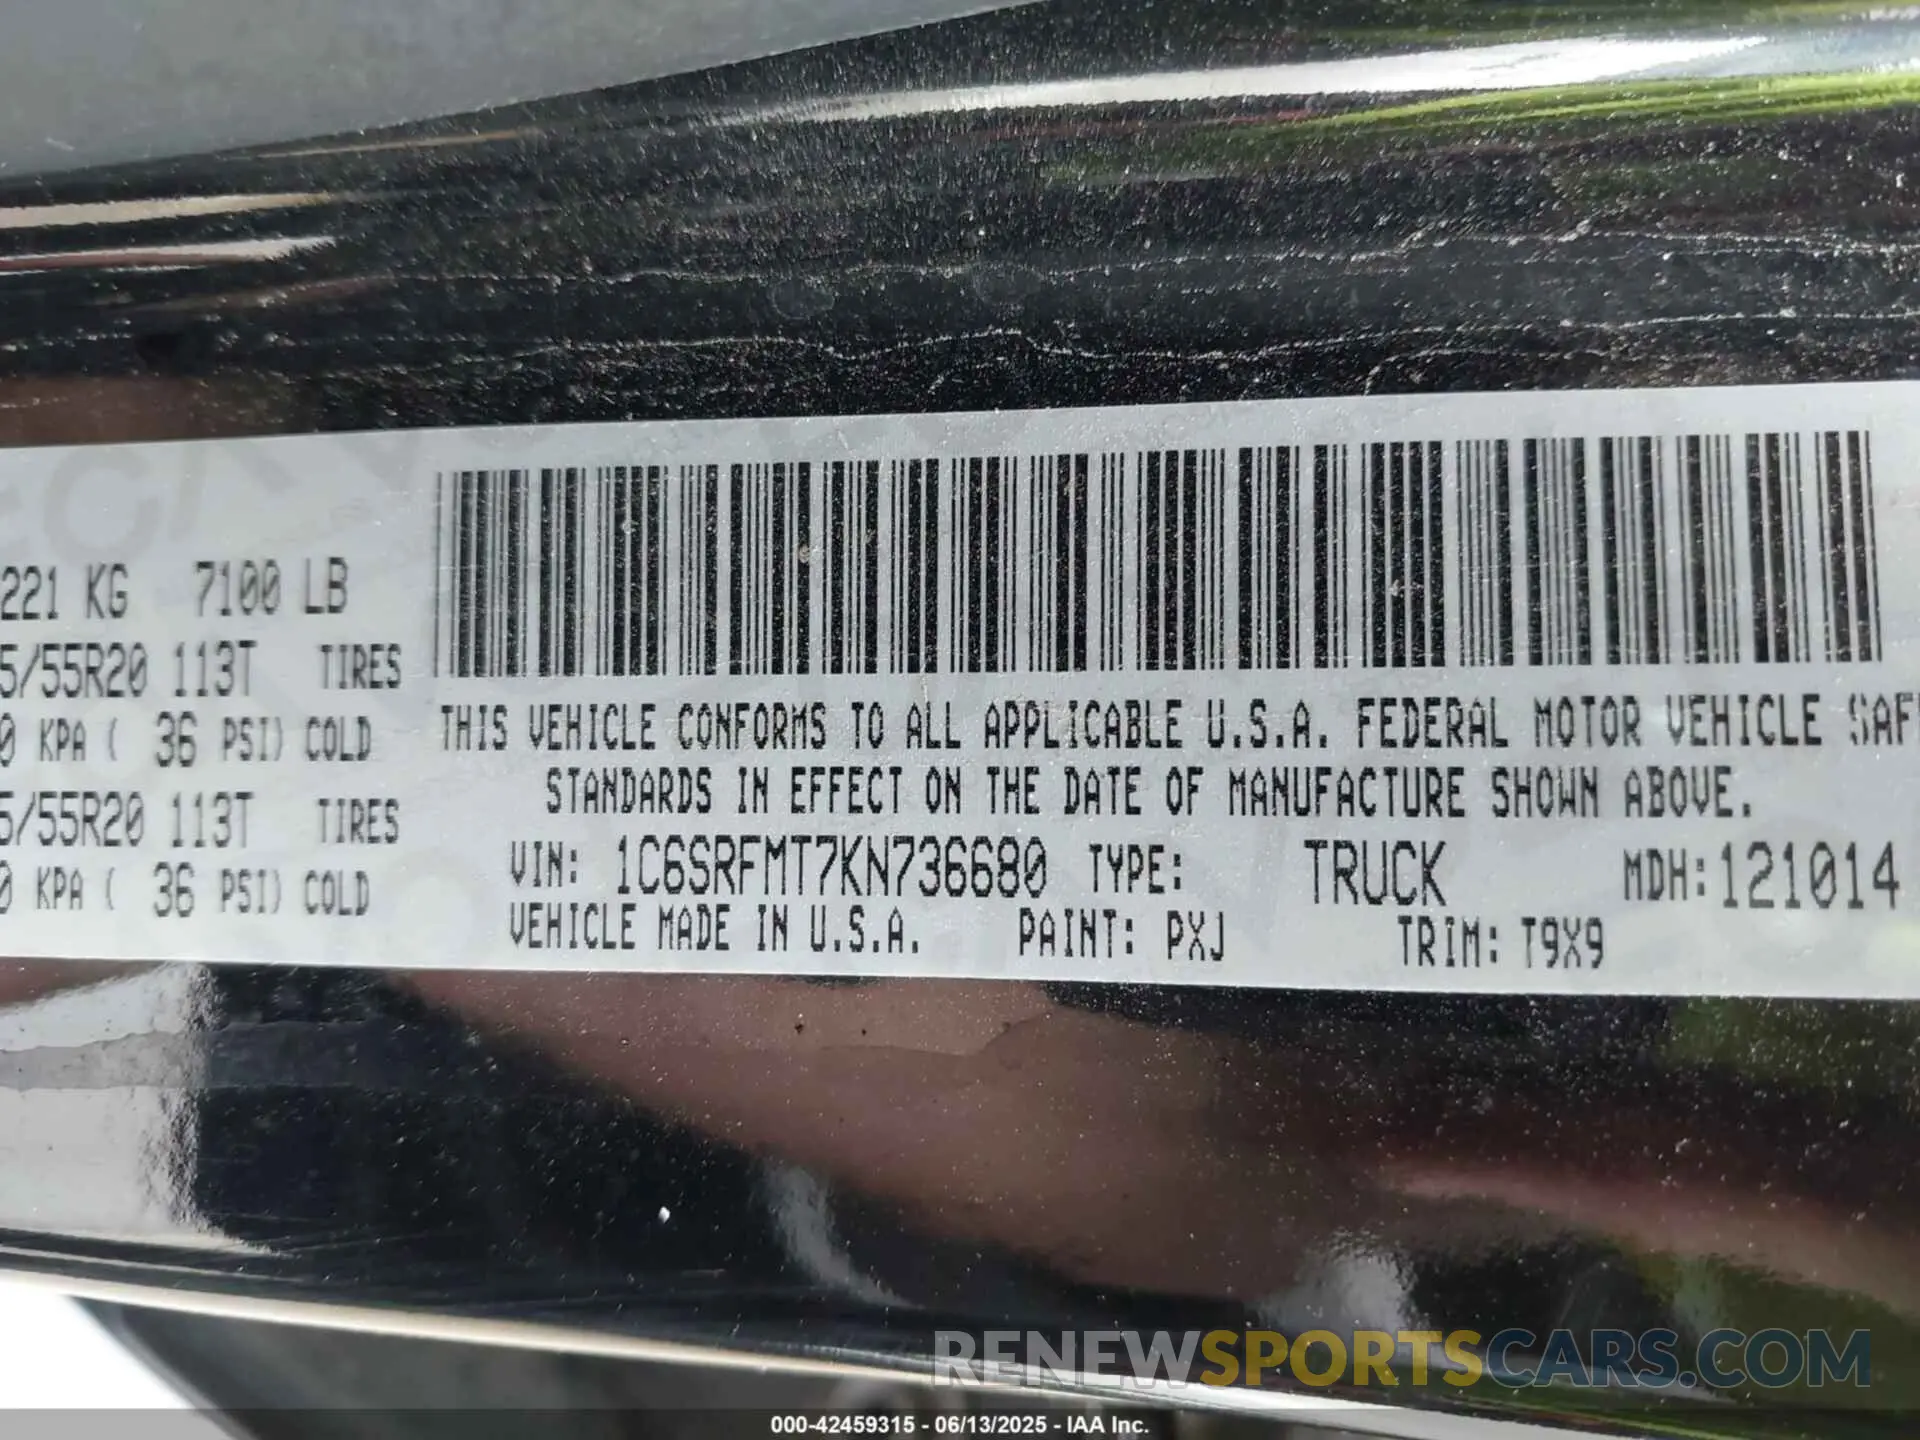 221 KG 7100 LB
5/55R20 113T TIRES
0 KPA ( 36 PSI) COLD
5/55R20 113T TIRES
0 KPA ( 36 PSI) COLD
THIS VEHICLE CONFORMS TO ALL APPLICABLE U.S.A. FEDERAL MOTOR VEHICLE SAF
STANDARDS IN EFFECT ON THE DATE OF MANUFACTURE SHOWN ABOVE.
VIN: 1C6SRFMT7KN736680 TYPE: TRUCK MDH:121014
VEHICLE MADE IN U.S.A. PAINT: PXJ TRIM: T9X9
RENEWSPORTSCARS.COM
000-42459315 - 06/13/2025 - IAA Inc.